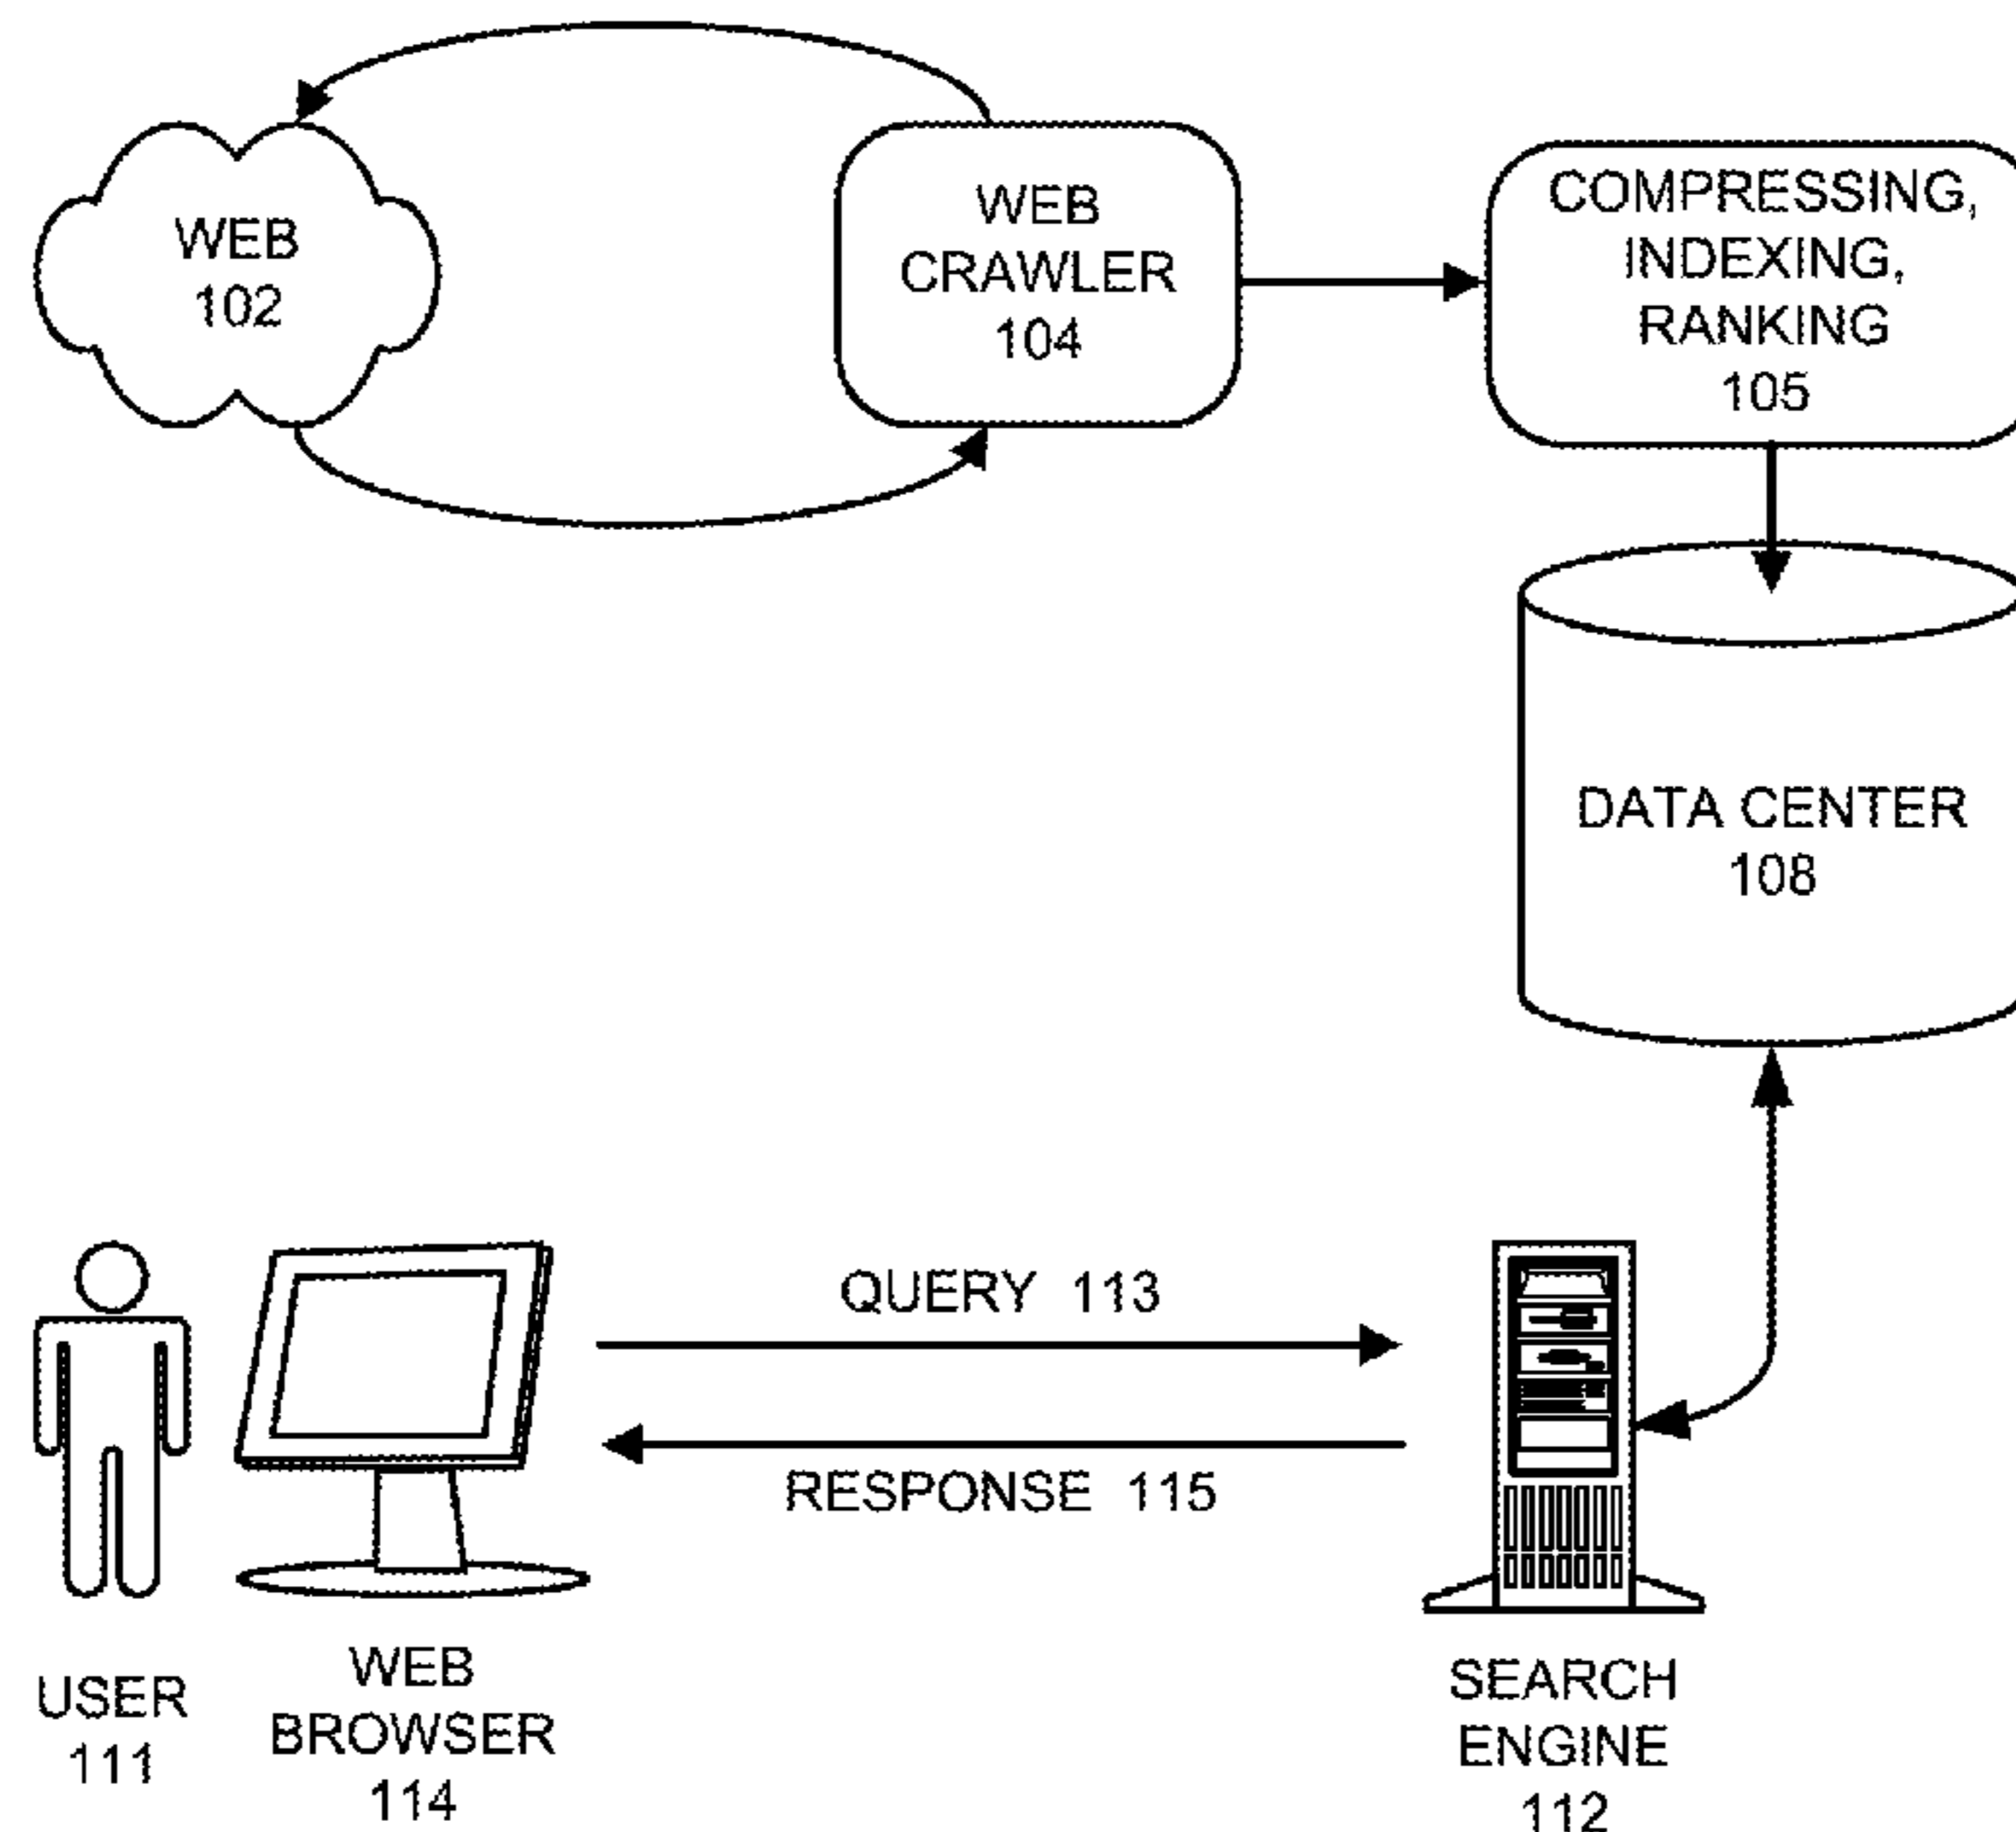 WEB
102
WEB
CRAWLER
104
COMPRESSING,
INDEXING,
RANKING
105
DATA CENTER
108
QUERY 113
RESPONSE 115
USER
111
WEB
BROWSER
114
SEARCH
ENGINE
112